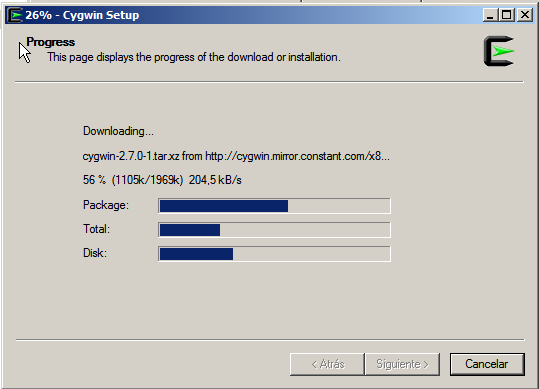 26% - Cygwin Setup
Progress
This page displays the progress of the download or installation.
Downloading...
cygwin-2.7.0-1.tar.xz from http://cygwin.mirror.constant.com/x8...
56 % (1105k/1969k) 204,5 kB/s
Package:
Total:
Disk:
< Atrás
Siguiente >
Cancelar